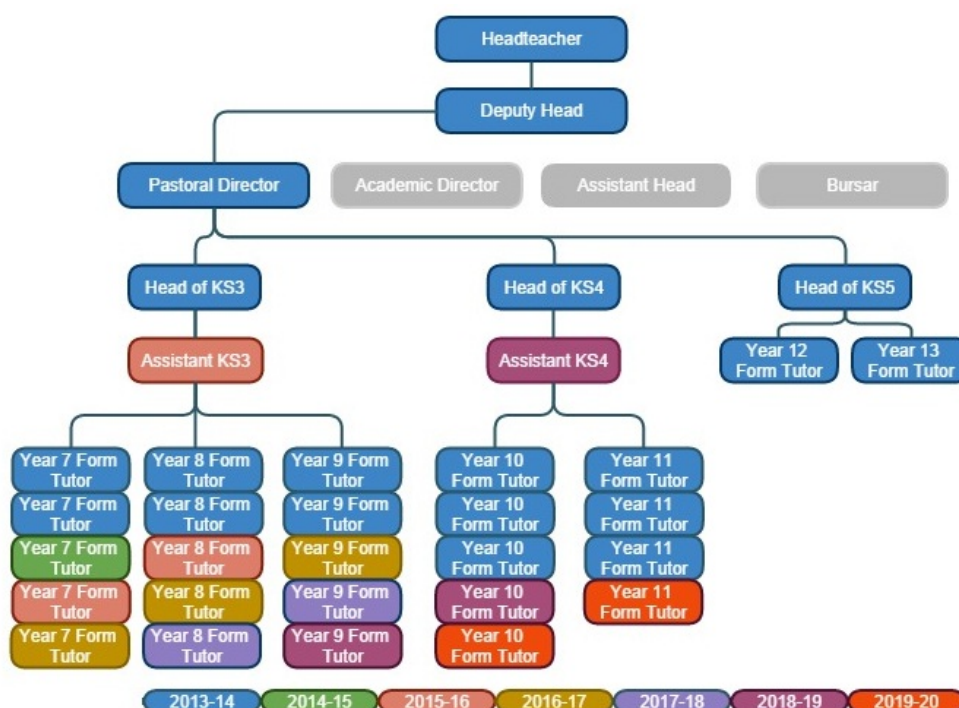 Headteacher
Deputy Head
Pastoral Director
Academic Director
Assistant Head
Bursar
Head of KS3
Head of KS4
Head of KS5
Assistant KS3
Assistant KS4
Year 12
Form Tutor
Year 13
Form Tutor
Year 7 Form
Tutor
Year 7 Form
Tutor
Year 7 Form
Tutor
Year 7 Form
Tutor
Year 7 Form
Tutor
Year 8 Form
Tutor
Year 8 Form
Tutor
Year 8 Form
Tutor
Year 8 Form
Tutor
Year 8 Form
Tutor
Year 9 Form
Tutor
Year 9 Form
Tutor
Year 9 Form
Tutor
Year 9 Form
Tutor
Year 9 Form
Tutor
Year 10
Form Tutor
Year 10
Form Tutor
Year 10
Form Tutor
Year 10
Form Tutor
Year 10
Form Tutor
Year 11
Form Tutor
Year 11
Form Tutor
Year 11
Form Tutor
Year 11
Form Tutor
2013-14
2014-15
2015-16
2016-17
2017-18
2018-19
2019-20